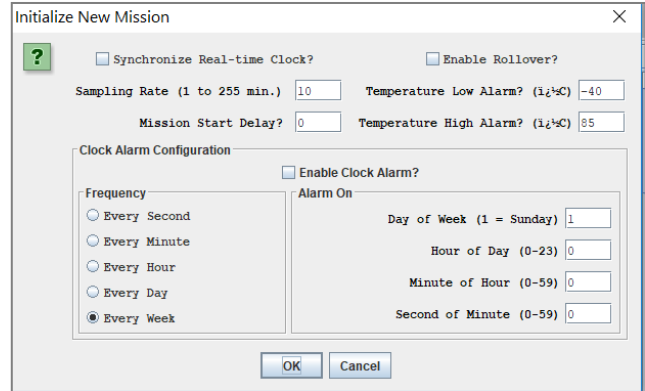 Initialize New Mission
?
Synchronize Real-time Clock? Enable Rollover?
Sampling Rate (1 to 255 min.) 10 Temperature Low Alarm? (ï¿½C) -40
Mission Start Delay? 0 Temperature High Alarm? (ï¿½C) 85
Clock Alarm Configuration
Enable Clock Alarm?
Frequency
Every Second
Every Minute
Every Hour
Every Day
Every Week
Alarm On
Day of Week (1 = Sunday) 1
Hour of Day (0-23) 0
Minute of Hour (0-59) 0
Second of Minute (0-59) 0
OK Cancel